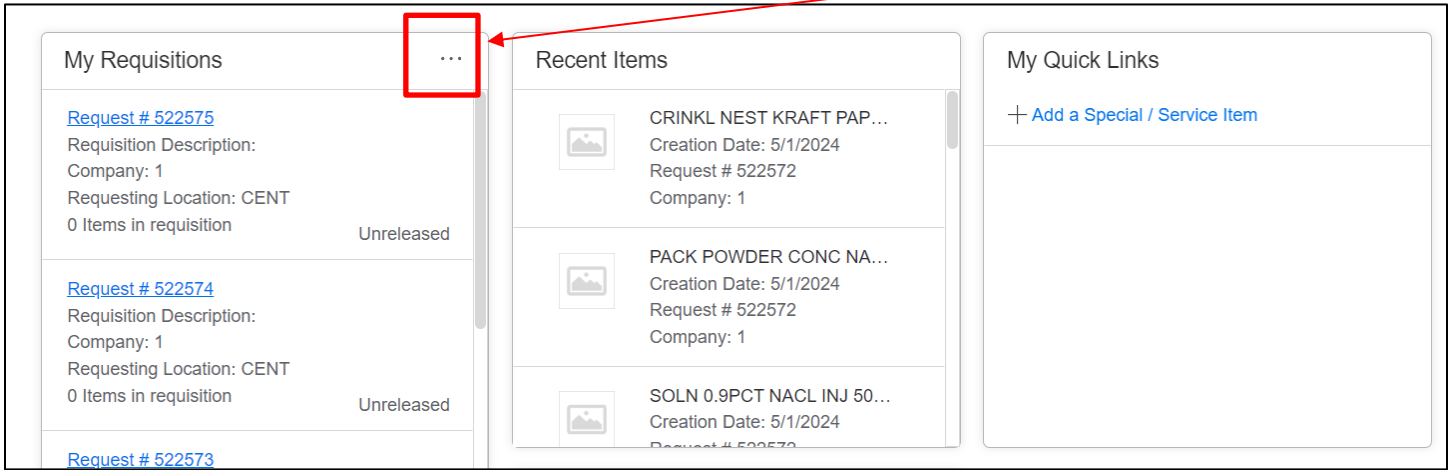 My Requisitions
...
Request # 522575
Requisition Description:
Company: 1
Requesting Location: CENT
0 Items in requisition
Unreleased
Request # 522574
Requisition Description:
Company: 1
Requesting Location: CENT
0 Items in requisition
Unreleased
Request # 522573
Recent Items
CRINKL NEST KRAFT PAP...
Creation Date: 5/1/2024
Request # 522572
Company: 1
PACK POWDER CONC NA...
Creation Date: 5/1/2024
Request # 522572
Company: 1
SOLN 0.9PCT NACL INJ 50...
Creation Date: 5/1/2024
Request # 522572
My Quick Links
+ Add a Special / Service Item